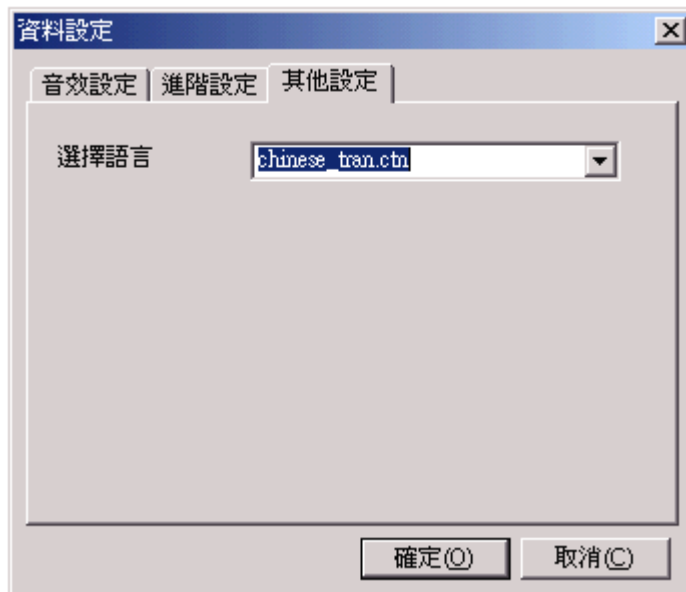 資料設定
音效設定 進階設定 其他設定
選擇語言 chinese_tran.ctn
確定(O) 取消(C)